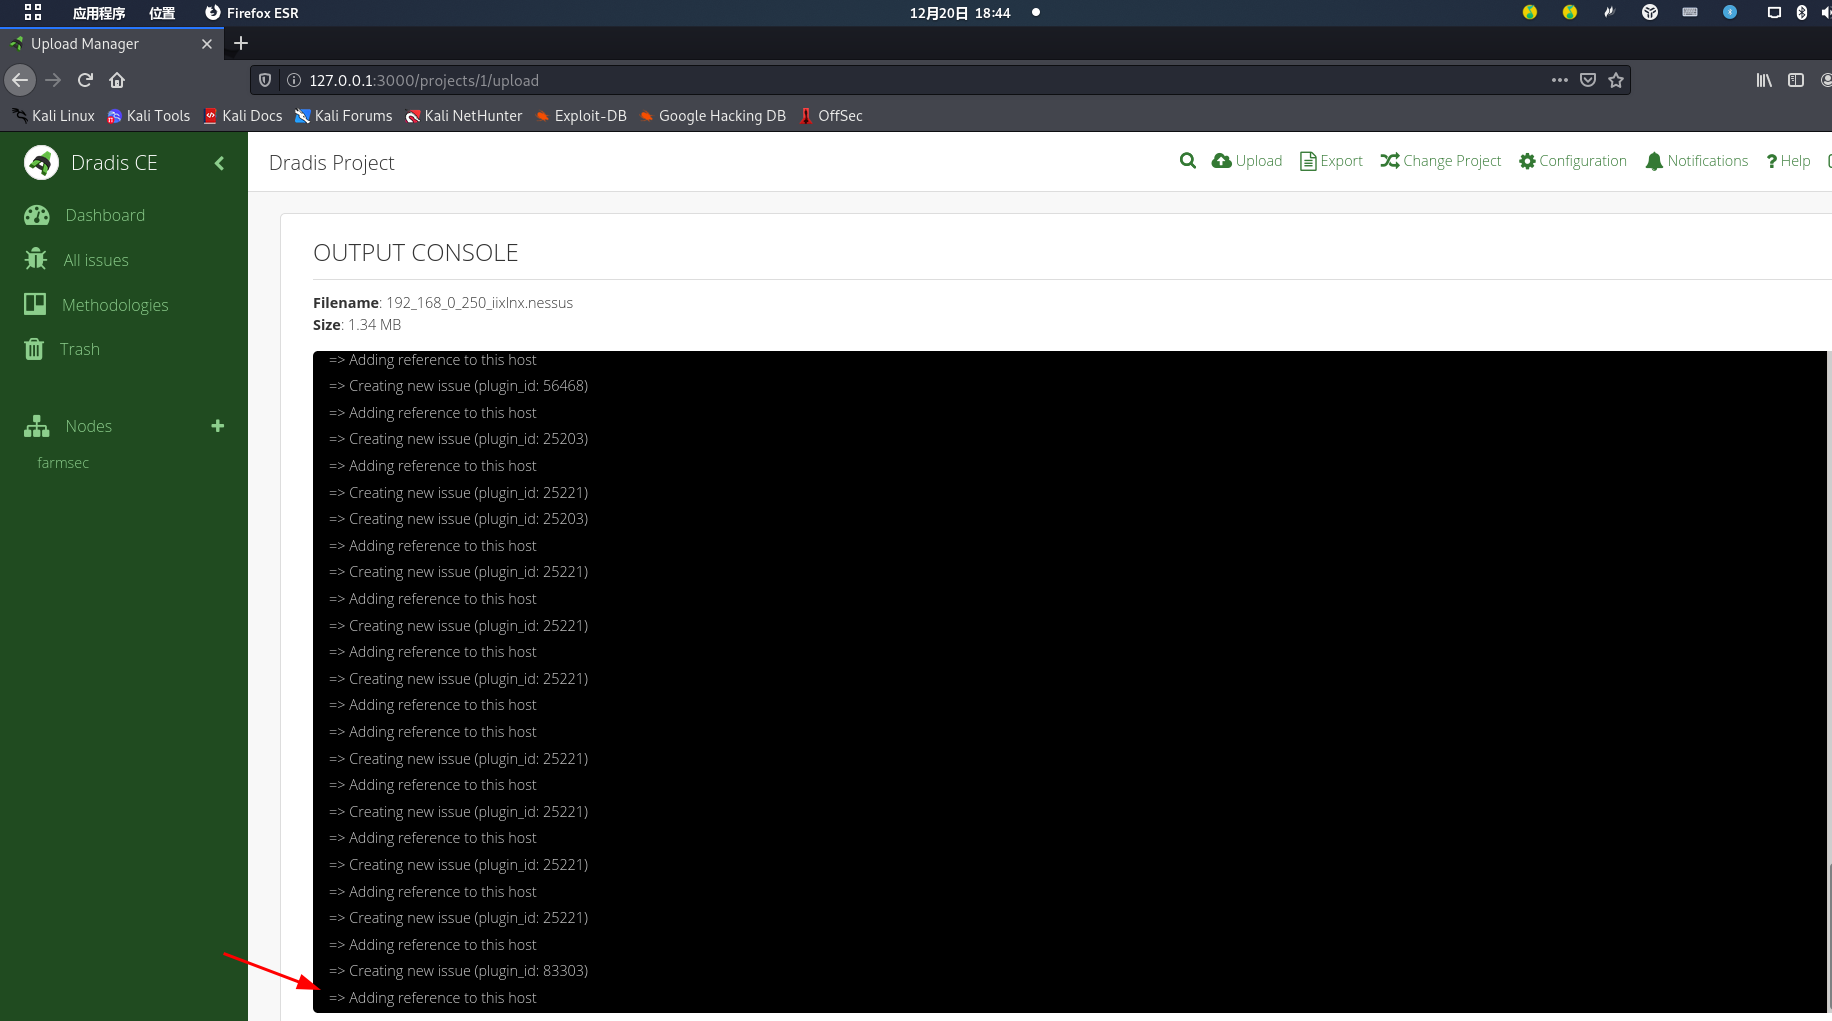 应用程序 位置 Firefox ESR 12月20日 18:44
Upload Manager
127.0.0.1:3000/projects/1/upload
Kali Linux Kali Tools Kali Docs Kali Forums Kali NetHunter Exploit-DB Google Hacking DB OffSec
Dradis CE
Dradis Project
Upload Export Change Project Configuration Notifications ? Help
Dashboard
All issues
Methodologies
Trash
Nodes +
farmsec
OUTPUT CONSOLE
Filename: 192_168_0_250_iixlnx.nessus
Size: 1.34 MB
=> Adding reference to this host
=> Creating new issue (plugin_id: 56468)
=> Adding reference to this host
=> Creating new issue (plugin_id: 25203)
=> Adding reference to this host
=> Creating new issue (plugin_id: 25221)
=> Creating new issue (plugin_id: 25203)
=> Adding reference to this host
=> Creating new issue (plugin_id: 25221)
=> Adding reference to this host
=> Creating new issue (plugin_id: 25221)
=> Adding reference to this host
=> Creating new issue (plugin_id: 25221)
=> Adding reference to this host
=> Adding reference to this host
=> Creating new issue (plugin_id: 25221)
=> Adding reference to this host
=> Creating new issue (plugin_id: 25221)
=> Adding reference to this host
=> Creating new issue (plugin_id: 25221)
=> Adding reference to this host
=> Creating new issue (plugin_id: 25221)
=> Adding reference to this host
=> Creating new issue (plugin_id: 83303)
=> Adding reference to this host